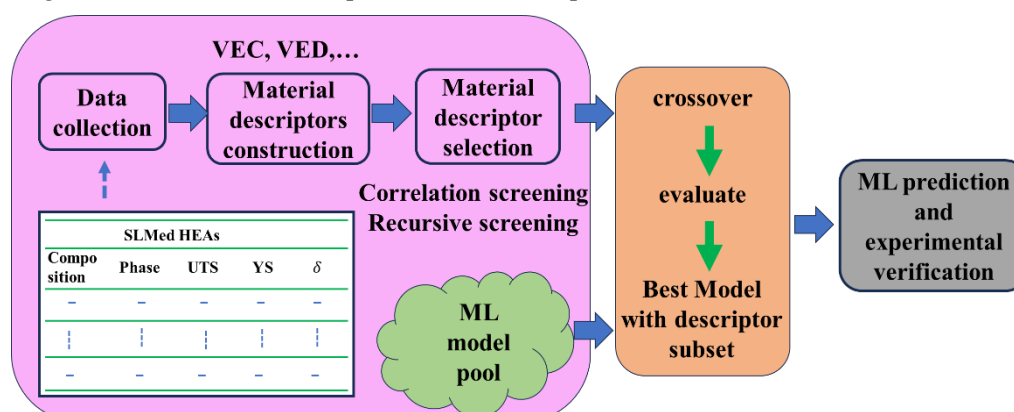 VEC, VED,...
Data
collection
Material
descriptors
construction
Material
descriptor
selection
Correlation screening
Recursive screening
SLMed HEAs
Compo
sition
Phase
UTS
YS
δ
ML
model
pool
crossover
evaluate
Best Model
with descriptor
subset
ML prediction
and
experimental
verification